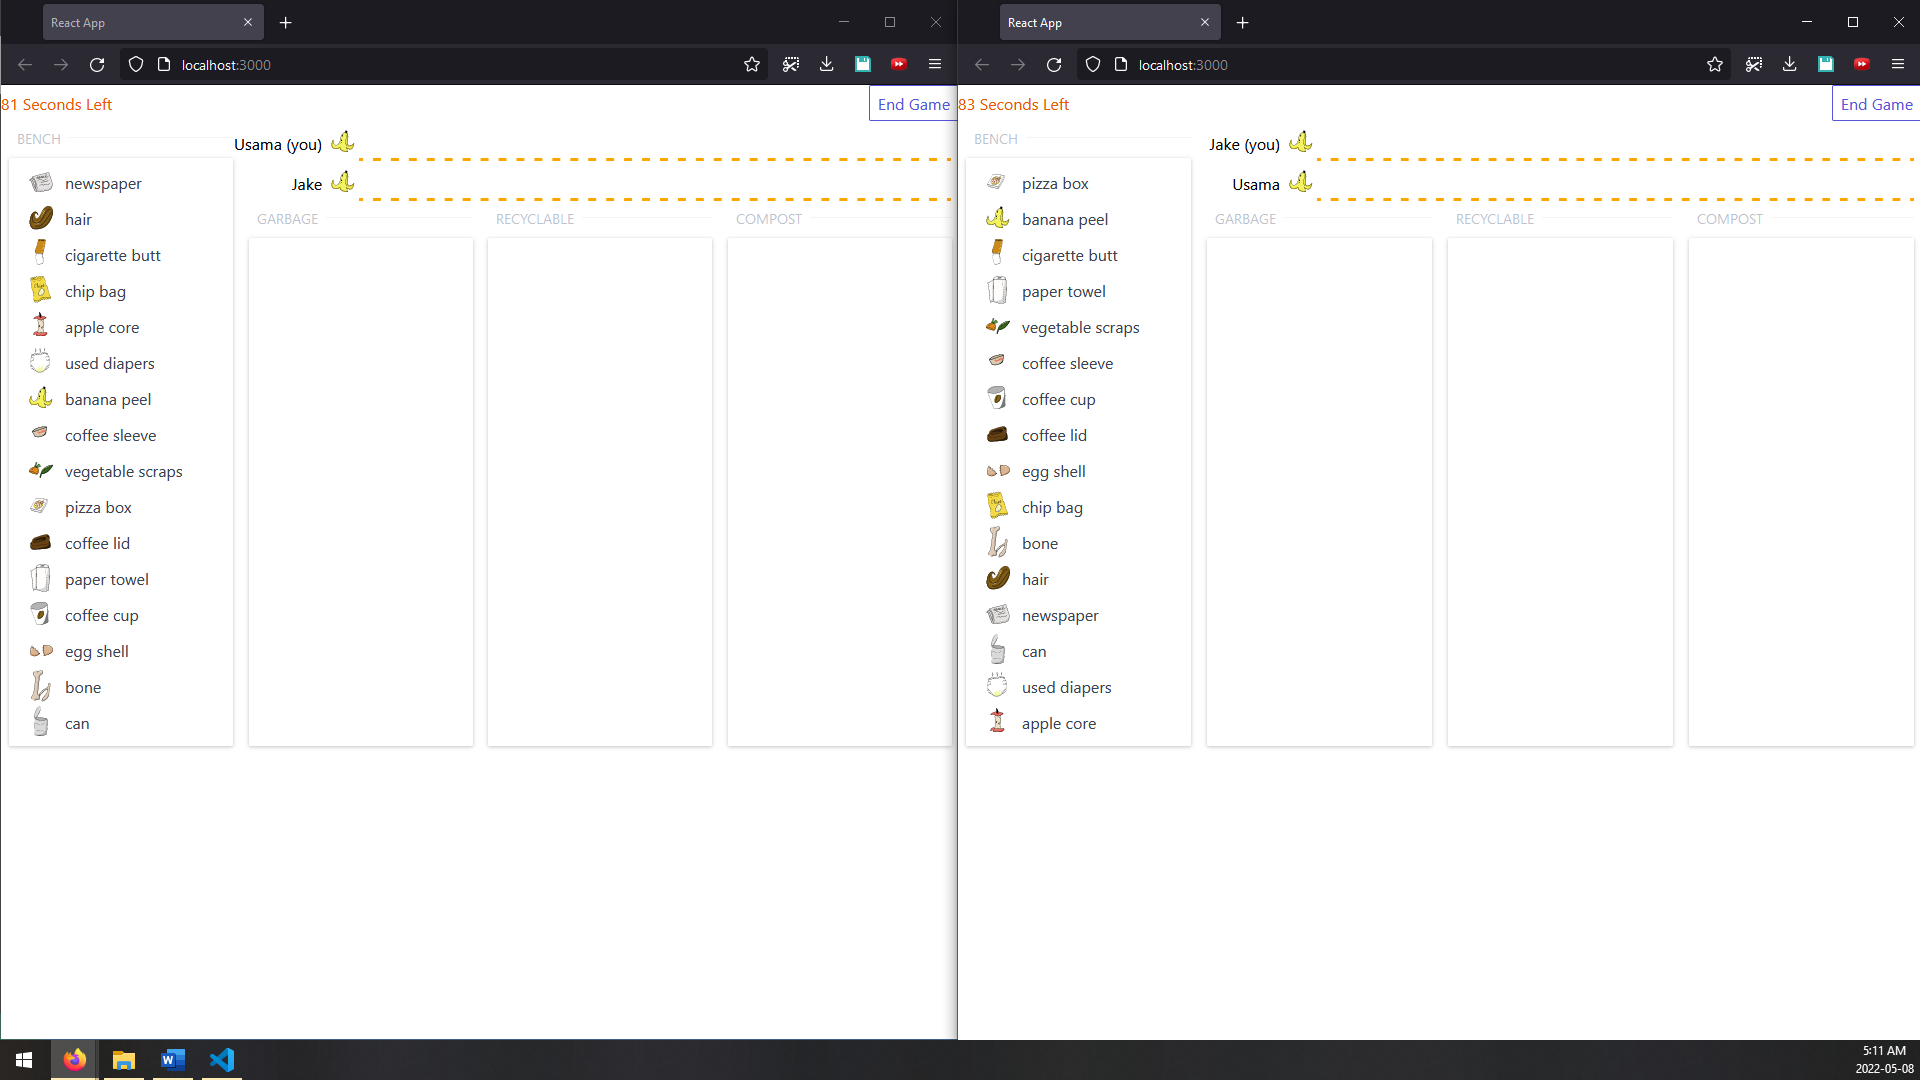 React App
localhost:3000
81 Seconds Left
End Game
BENCH
Usama (you)
Jake
newspaper
hair
cigarette butt
chip bag
apple core
used diapers
banana peel
coffee sleeve
vegetable scraps
pizza box
coffee lid
paper towel
coffee cup
egg shell
bone
can
GARBAGE
RECYCLABLE
COMPOST
React App
localhost:3000
83 Seconds Left
End Game
BENCH
Jake (you)
Usama
pizza box
banana peel
cigarette butt
paper towel
vegetable scraps
coffee sleeve
coffee cup
coffee lid
egg shell
chip bag
bone
hair
newspaper
can
used diapers
apple core
GARBAGE
RECYCLABLE
COMPOST
5:11 AM
2022-05-08